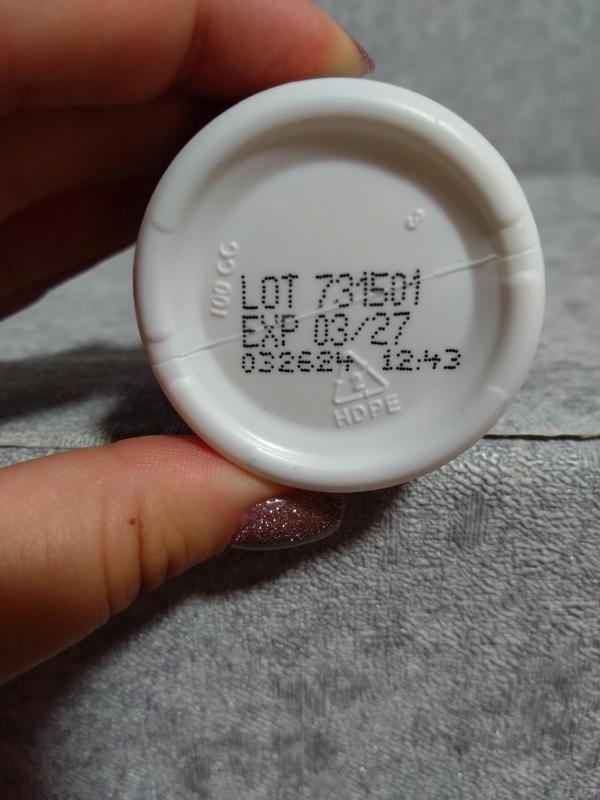 100 CC
LOT 731501
EXP 03/27
032624 12:43
2
HDPE